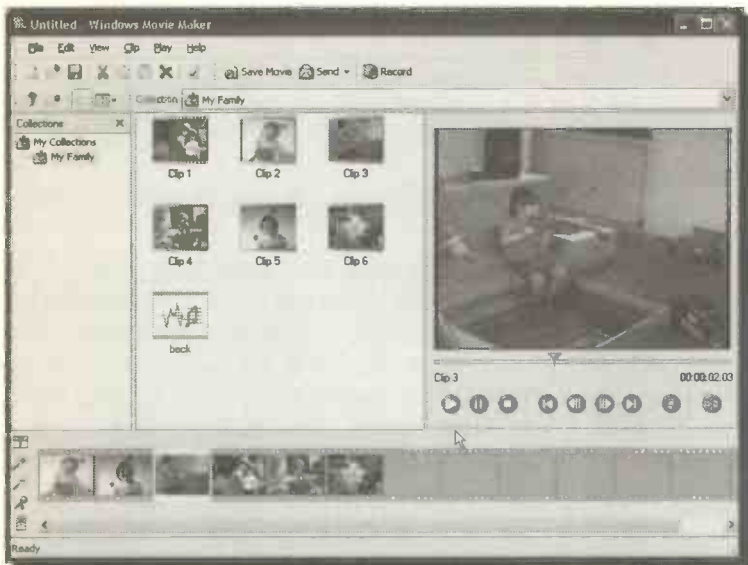 Untitled - Windows Movie Maker
File Edit View Clip Play Help
Save Movie Send Record
Collection: My Family
Collections
My Collections
My Family
Clip 1 Clip 2 Clip 3
Clip 4 Clip 5 Clip 6
beck
Clip 3 00:00:02.03
Ready